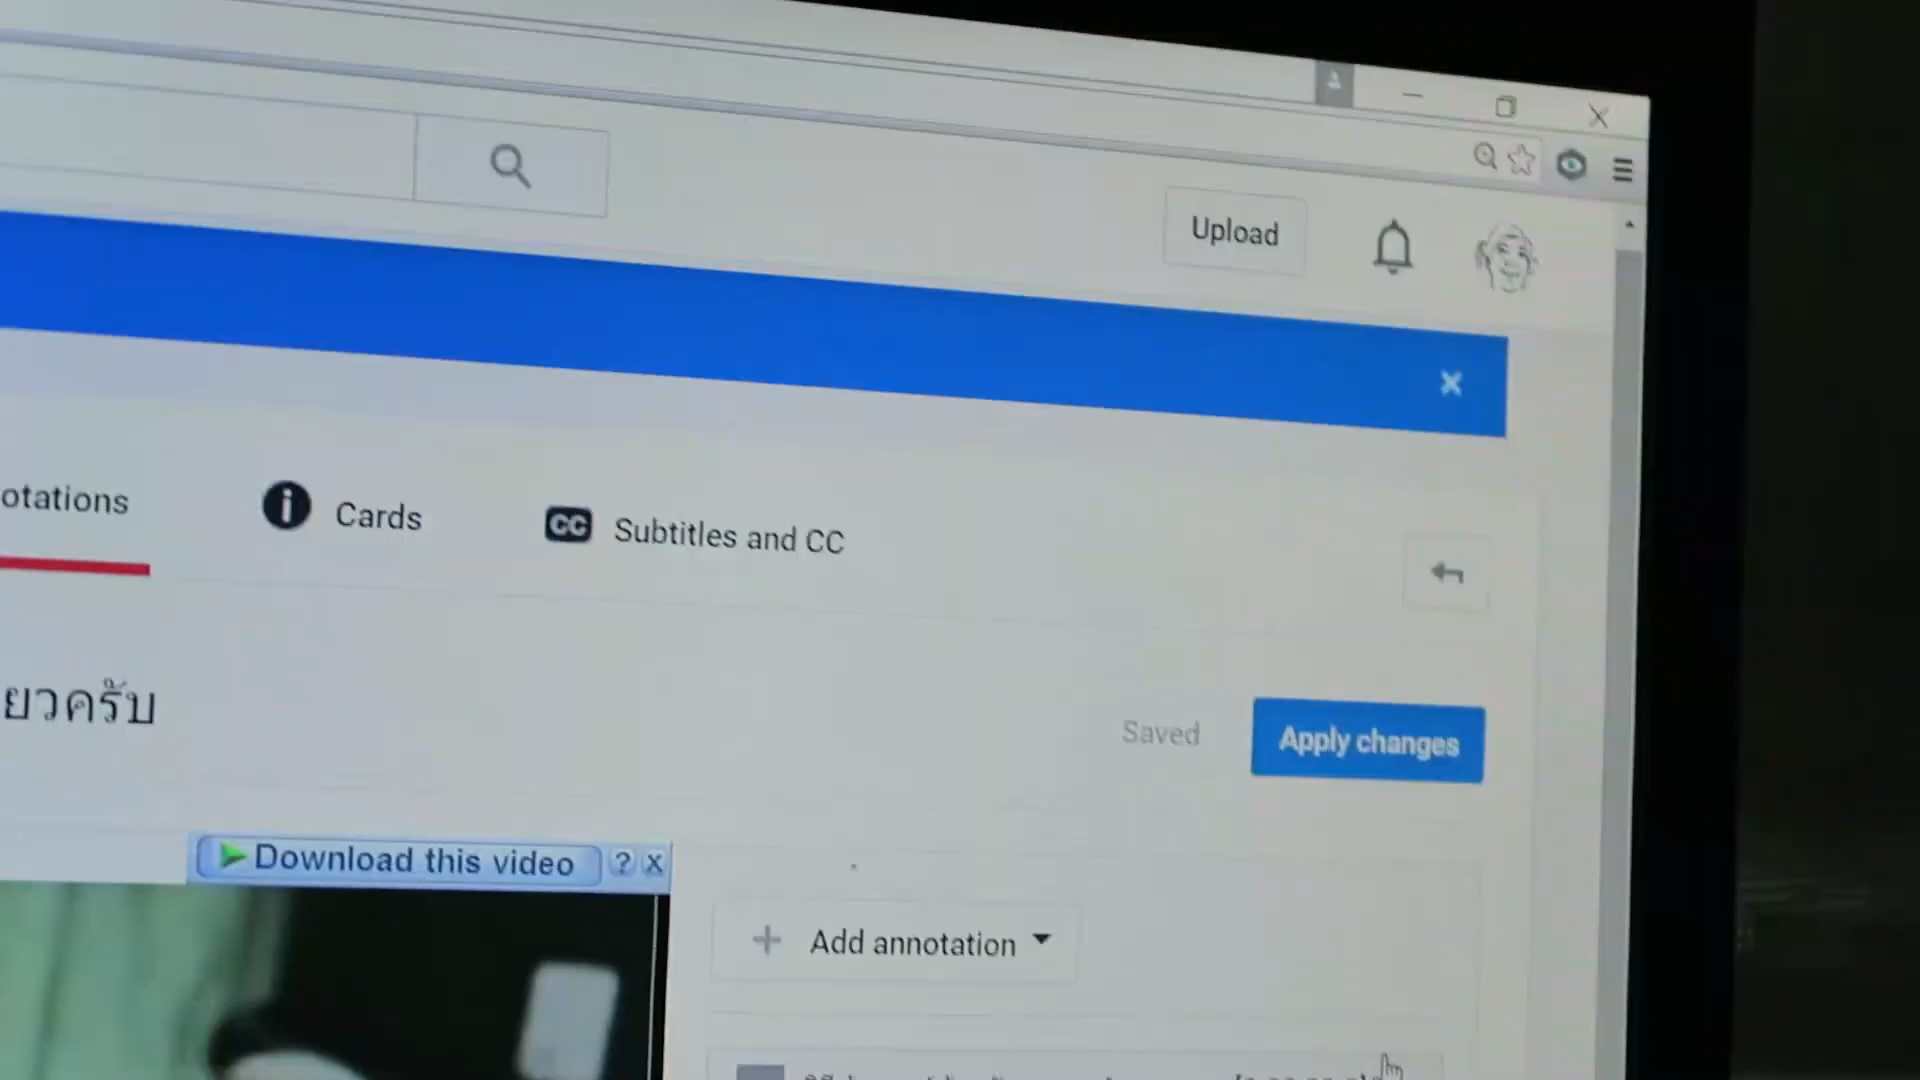 Upload
otations
Cards
CC Subtitles and CC
ยวครับ
Saved
Apply changes
Download this video ? X
+ Add annotation